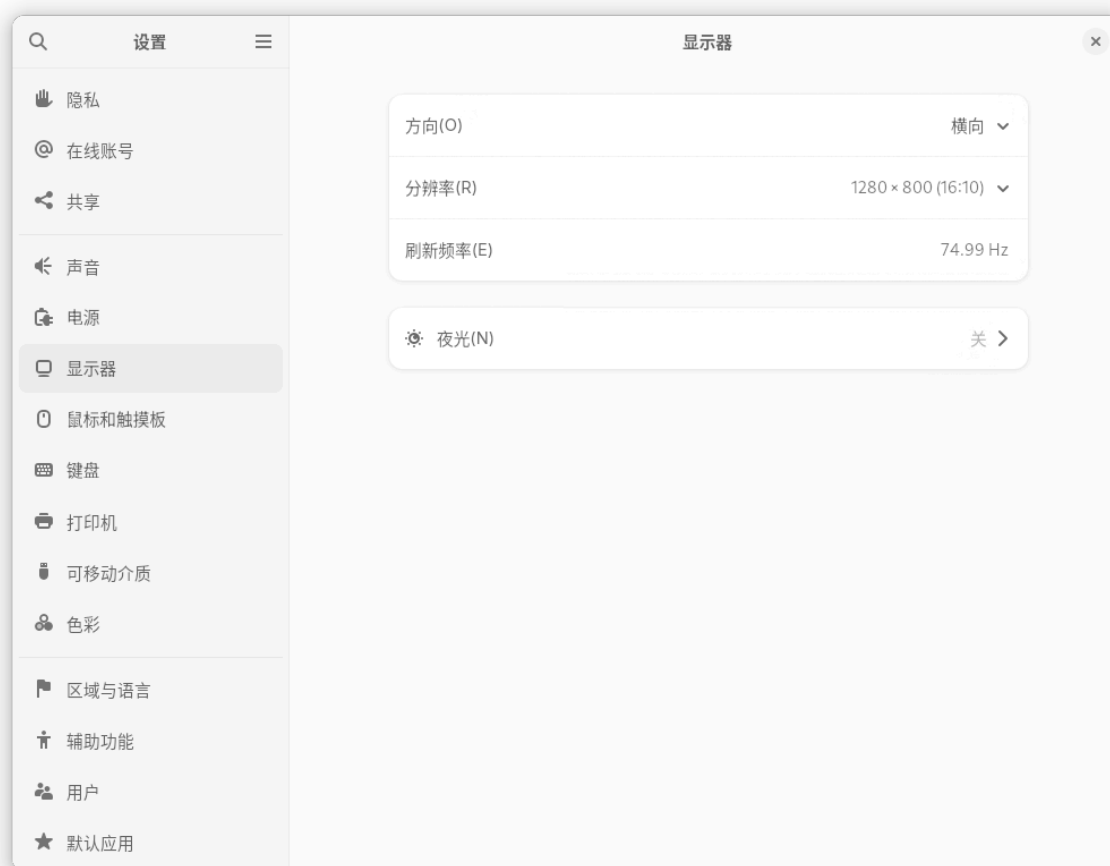 设置
显示器
隐私
在线账号
共享
声音
电源
显示器
鼠标和触摸板
键盘
打印机
可移动介质
色彩
区域与语言
辅助功能
用户
默认应用
方向(O) 横向
分辨率(R) 1280 × 800 (16:10)
刷新频率(E) 74.99 Hz
夜光(N) 关